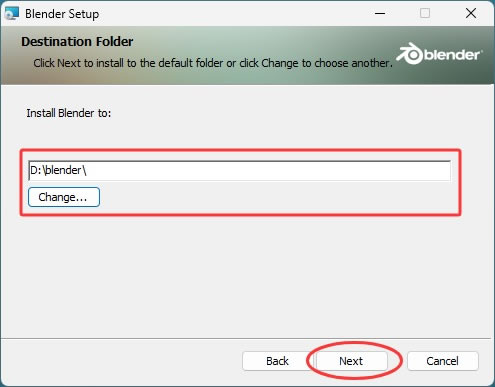 Blender Setup
Destination Folder
Click Next to install to the default folder or click Change to choose another.
blender
Install Blender to:
D:\blender\
Change...
Back
Next
Cancel